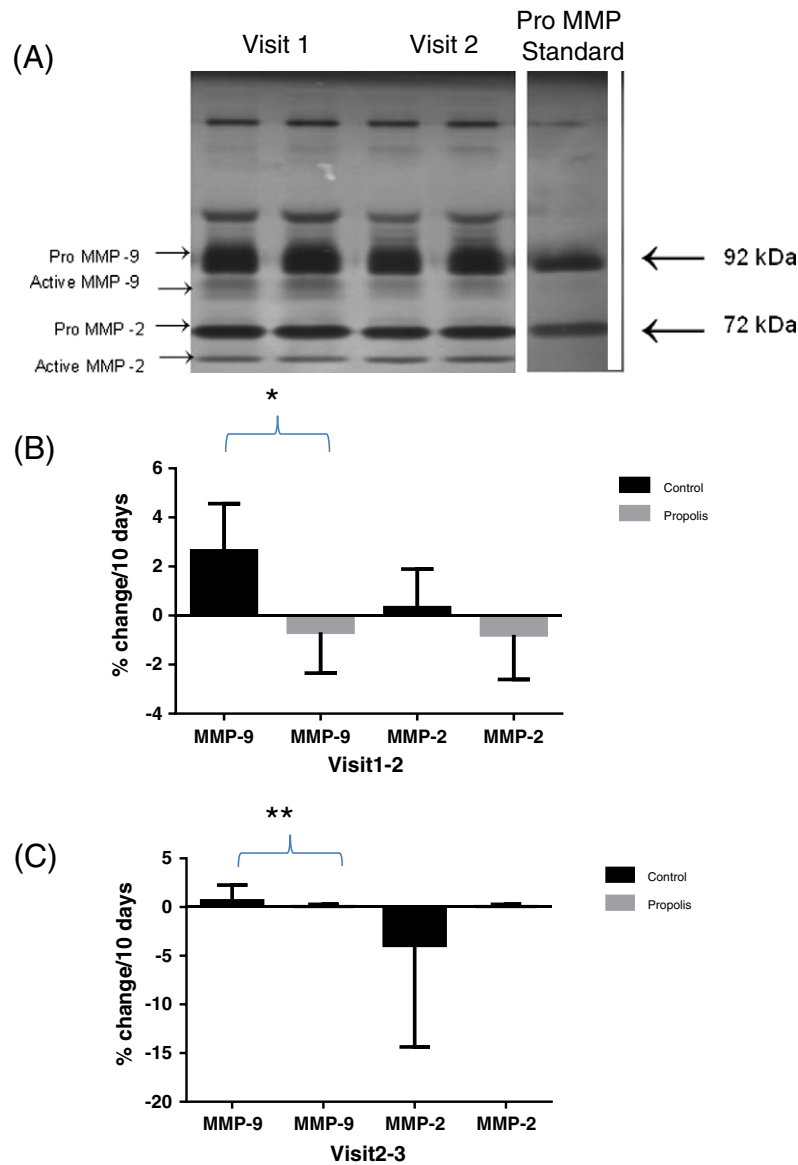 (A)
Visit 1
Visit 2
Pro MMP
Standard
Pro MMP -9
Active MMP -9
Pro MMP -2
Active MMP -2
92 kDa
72 kDa
(B)
*
% change/10 days
6
4
2
0
-2
-4
MMP-9 MMP-9 MMP-2 MMP-2
Visit1-2
Control
Propolis
(C)
**
% change/10 days
5
0
-5
-10
-15
-20
MMP-9 MMP-9 MMP-2 MMP-2
Visit2-3
Control
Propolis